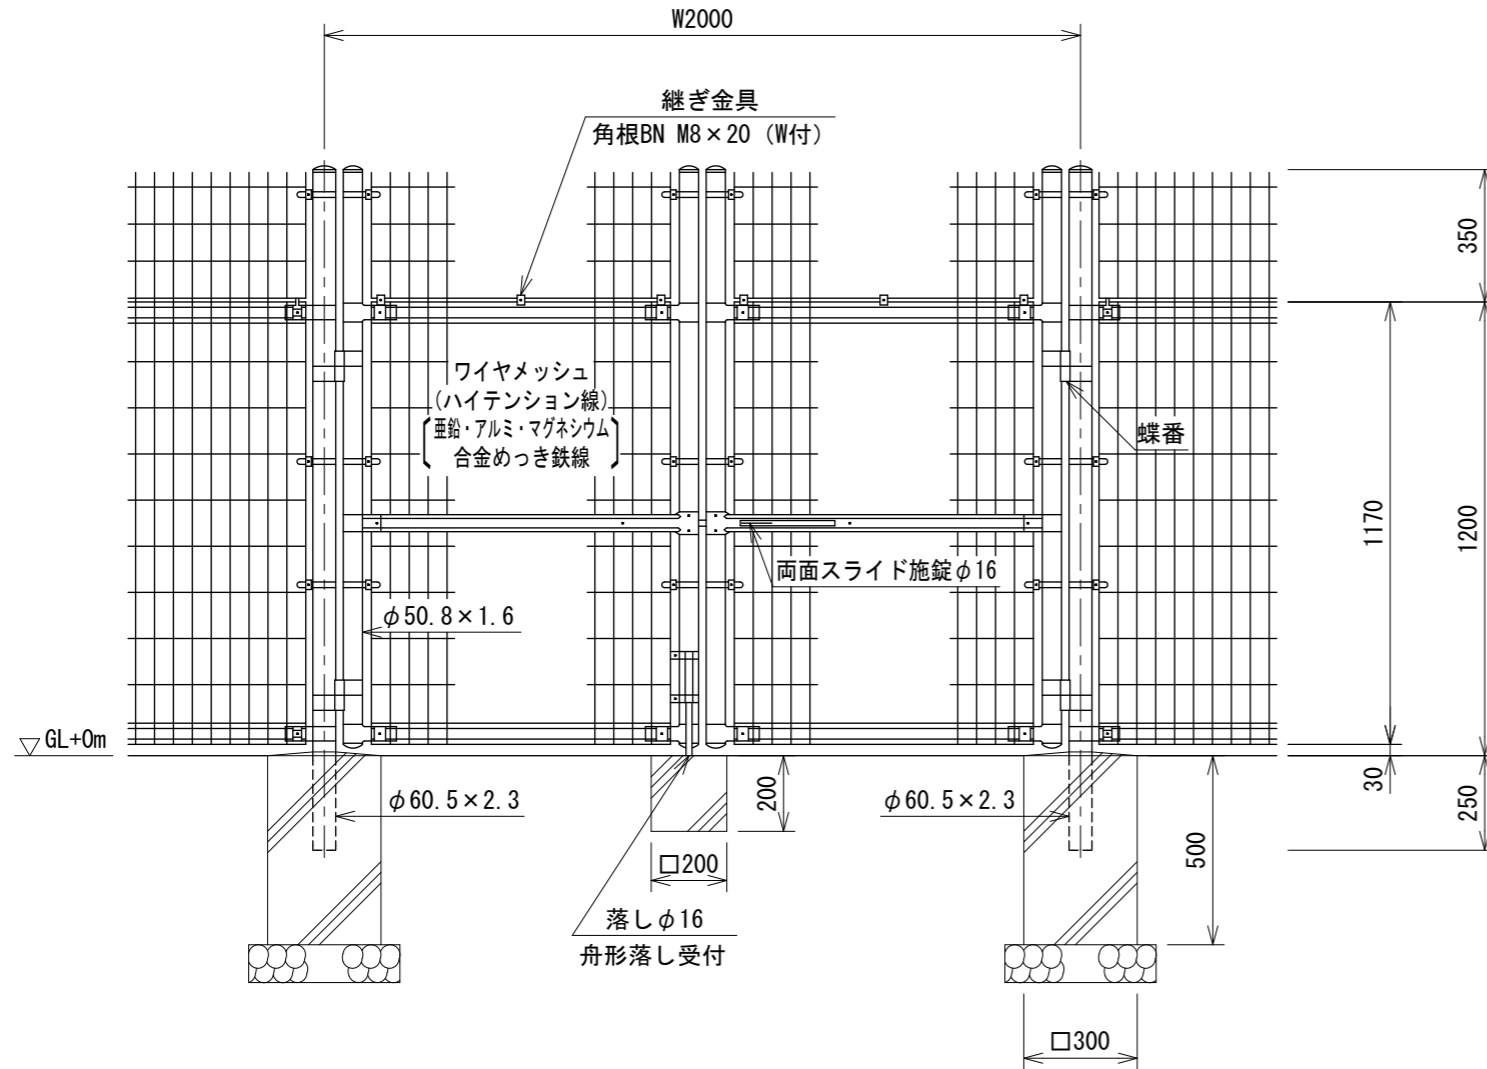 W2000
継ぎ金具
角根BN M8×20 (W付)
350
ワイヤメッシュ
(ハイテンション線)
亜鉛・アルミ・マグネシウム
合金めっき鉄線
蝶番
1170
1200
両面スライド施錠φ16
φ50.8×1.6
GL+0m
φ60.5×2.3
200
φ60.5×2.3
30
250
500
□200
落しφ16
舟形落し受付
□300